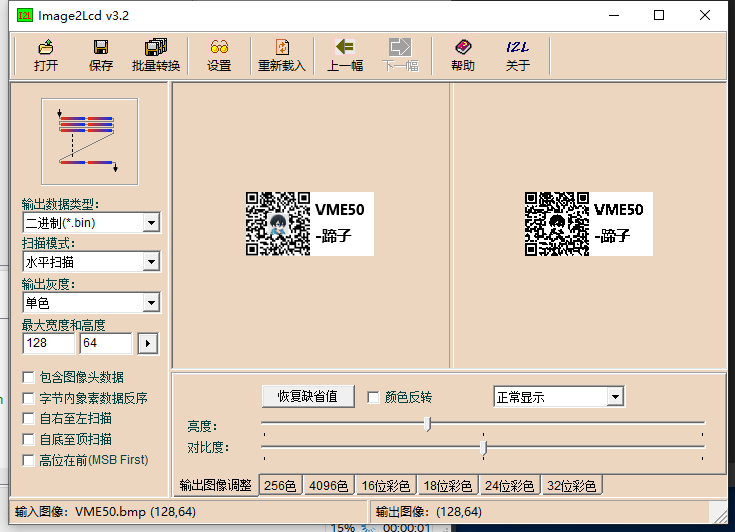 Image2Lcd v3.2
打开 保存 批量转换 设置 重新载入 上一幅 下一幅 帮助 关于
I2L
输出数据类型:
二进制(*.bin)
扫描模式:
水平扫描
输出灰度:
单色
最大宽度和高度
128 64
包含图像头数据
字节内象素数据反序
自右至左扫描
自底至顶扫描
高位在前(MSB First)
VME50
-蹄子
VME50
-蹄子
恢复缺省值 颜色反转 正常显示
亮度:
对比度:
输出图像调整 256色 4096色 16位彩色 18位彩色 24位彩色 32位彩色
输入图像: VME50.bmp (128,64) 输出图像: (128,64)
15% 00:00:01